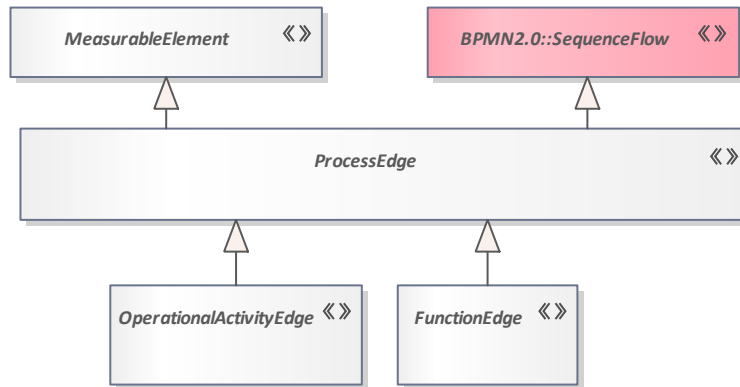 MeasurableElement «»
BPMN2.0::SequenceFlow «»
ProcessEdge «»
OperationalActivityEdge «»
FunctionEdge «»